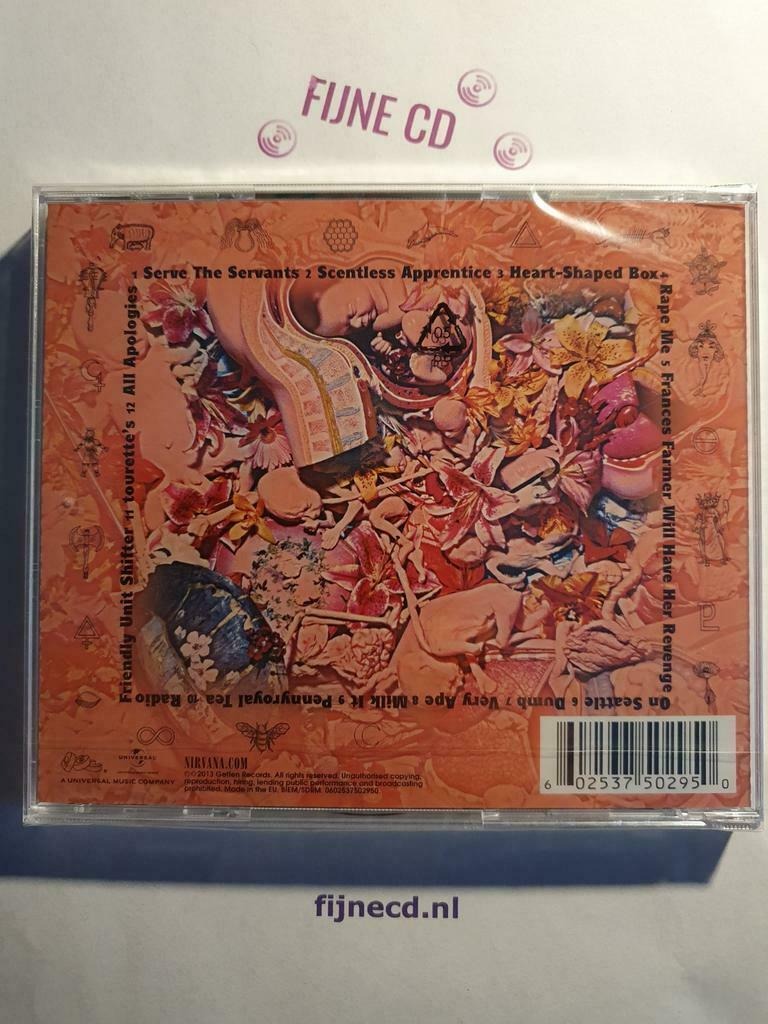 FIJNE CD
1 Serve The Servants 2 Scentless Apprentice 3 Heart-Shaped Box 4
Rape Me 5 Frances Farmer Will Have Her Revenge
On Seattle 6 Dumb 7 Very Ape 8 Milk It 9 Pennyroyal Tea 10 Radio
Friendly Unit Shifter 11 tourette's 12 All Apologies
UNIVERSAL
A UNIVERSAL MUSIC COMPANY
NIRVANA.COM
℗©2013 Geffen Records. All rights reserved. Unauthorised copying,
reproduction, hiring, lending public performance and broadcasting
prohibited. Made in the EU. BIEM/SDRM. 0602537502950
6 02537 50295 0
fijnecd.nl